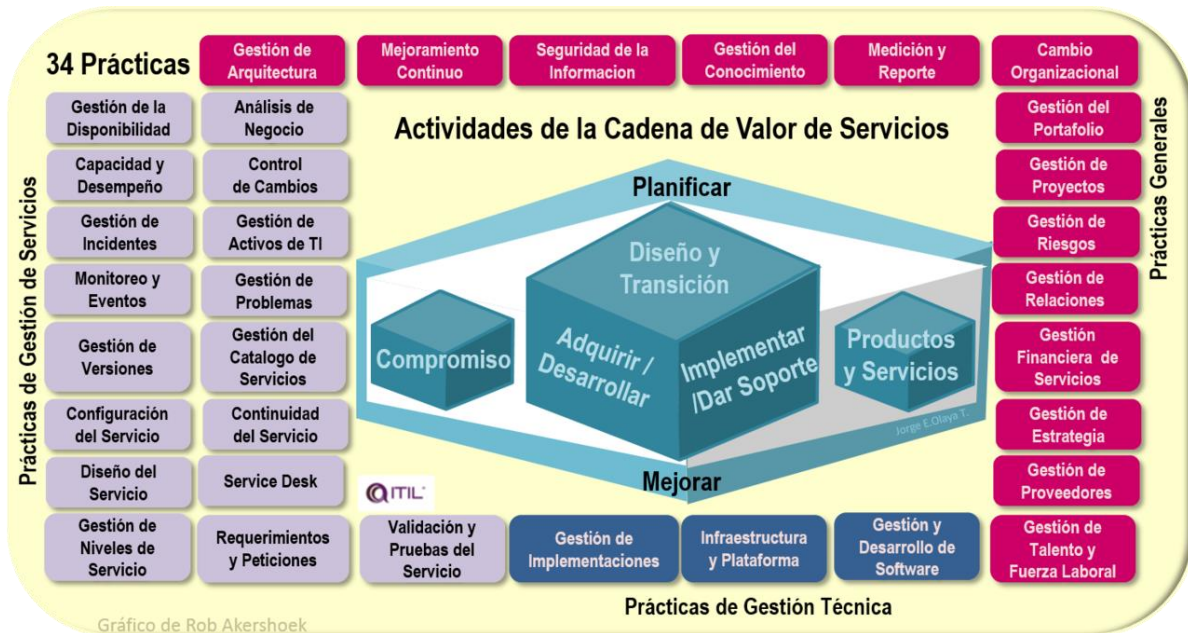 34 Prácticas
Gestión de
Arquitectura
Mejoramiento
Continuo
Seguridad de la
Informacion
Gestión del
Conocimiento
Medición y
Reporte
Cambio
Organizacional
Prácticas de Gestión de Servicios
Gestión de la
Disponibilidad
Análisis de
Negocio
Capacidad y
Desempeño
Control
de Cambios
Gestión de
Incidentes
Gestión de
Activos de TI
Monitoreo y
Eventos
Gestión de
Problemas
Gestión de
Versiones
Gestión del
Catalogo de
Servicios
Configuración
del Servicio
Continuidad
del Servicio
Diseño del
Servicio
Service Desk
Gestión de
Niveles de
Servicio
Requerimientos
y Peticiones
Validación y
Pruebas del
Servicio
Actividades de la Cadena de Valor de Servicios
Planificar
Diseño y
Transición
Compromiso
Adquirir /
Desarrollar
Implementar
/Dar Soporte
Productos
y Servicios
Jorge E.Olaya T.
Mejorar
ITIL
Gestión del
Portafolio
Gestión de
Proyectos
Gestión de
Riesgos
Gestión de
Relaciones
Gestión
Financiera de
Servicios
Gestión de
Estrategia
Gestión de
Proveedores
Gestión de
Talento y
Fuerza Laboral
Prácticas Generales
Gestión de
Implementaciones
Infraestructura
y Plataforma
Gestión y
Desarrollo de
Software
Prácticas de Gestión Técnica
Gráfico de Rob Akershoek